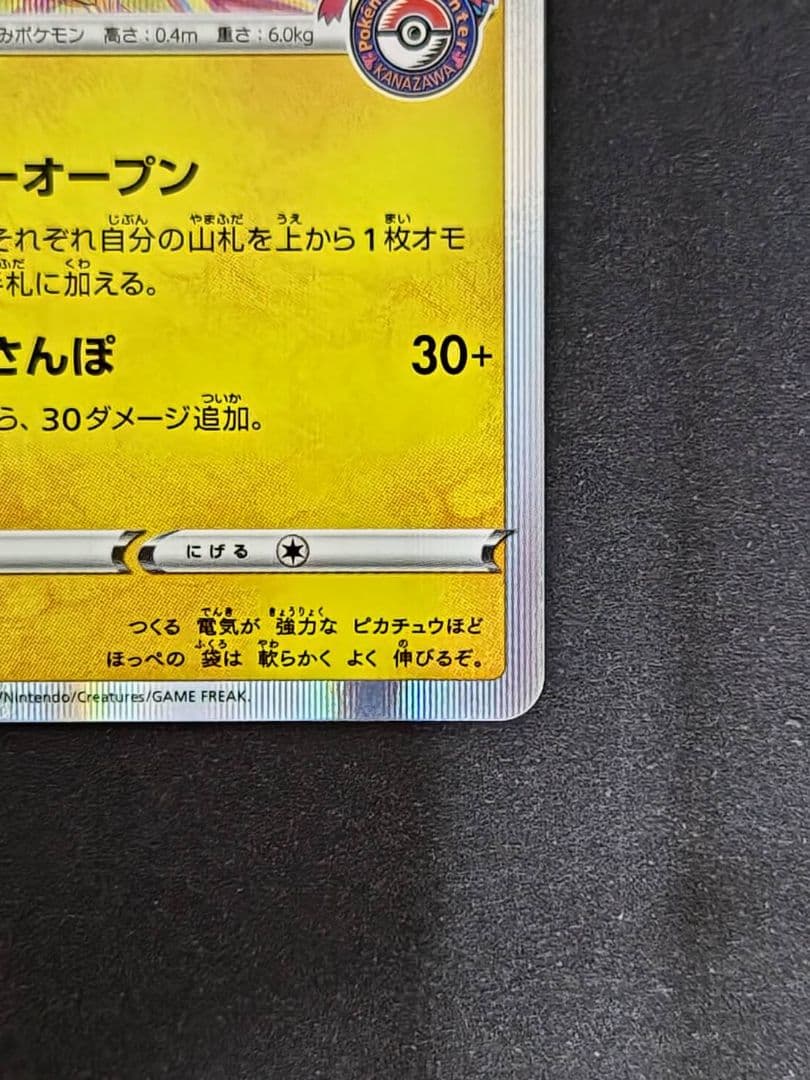 みポケモン 高さ:0.4m 重さ:6.0kg
Pokémon Center
KANAZAWA
ーオープン
それぞれ自分の山札を上から1枚オモ
札に加える。
さんぽ 30+
ら、30ダメージ追加。
にげる
つくる 電気が 強力な ピカチュウほど
ほっぺの 袋は 軟らかく よく 伸びるぞ。
/Nintendo/Creatures/GAME FREAK.